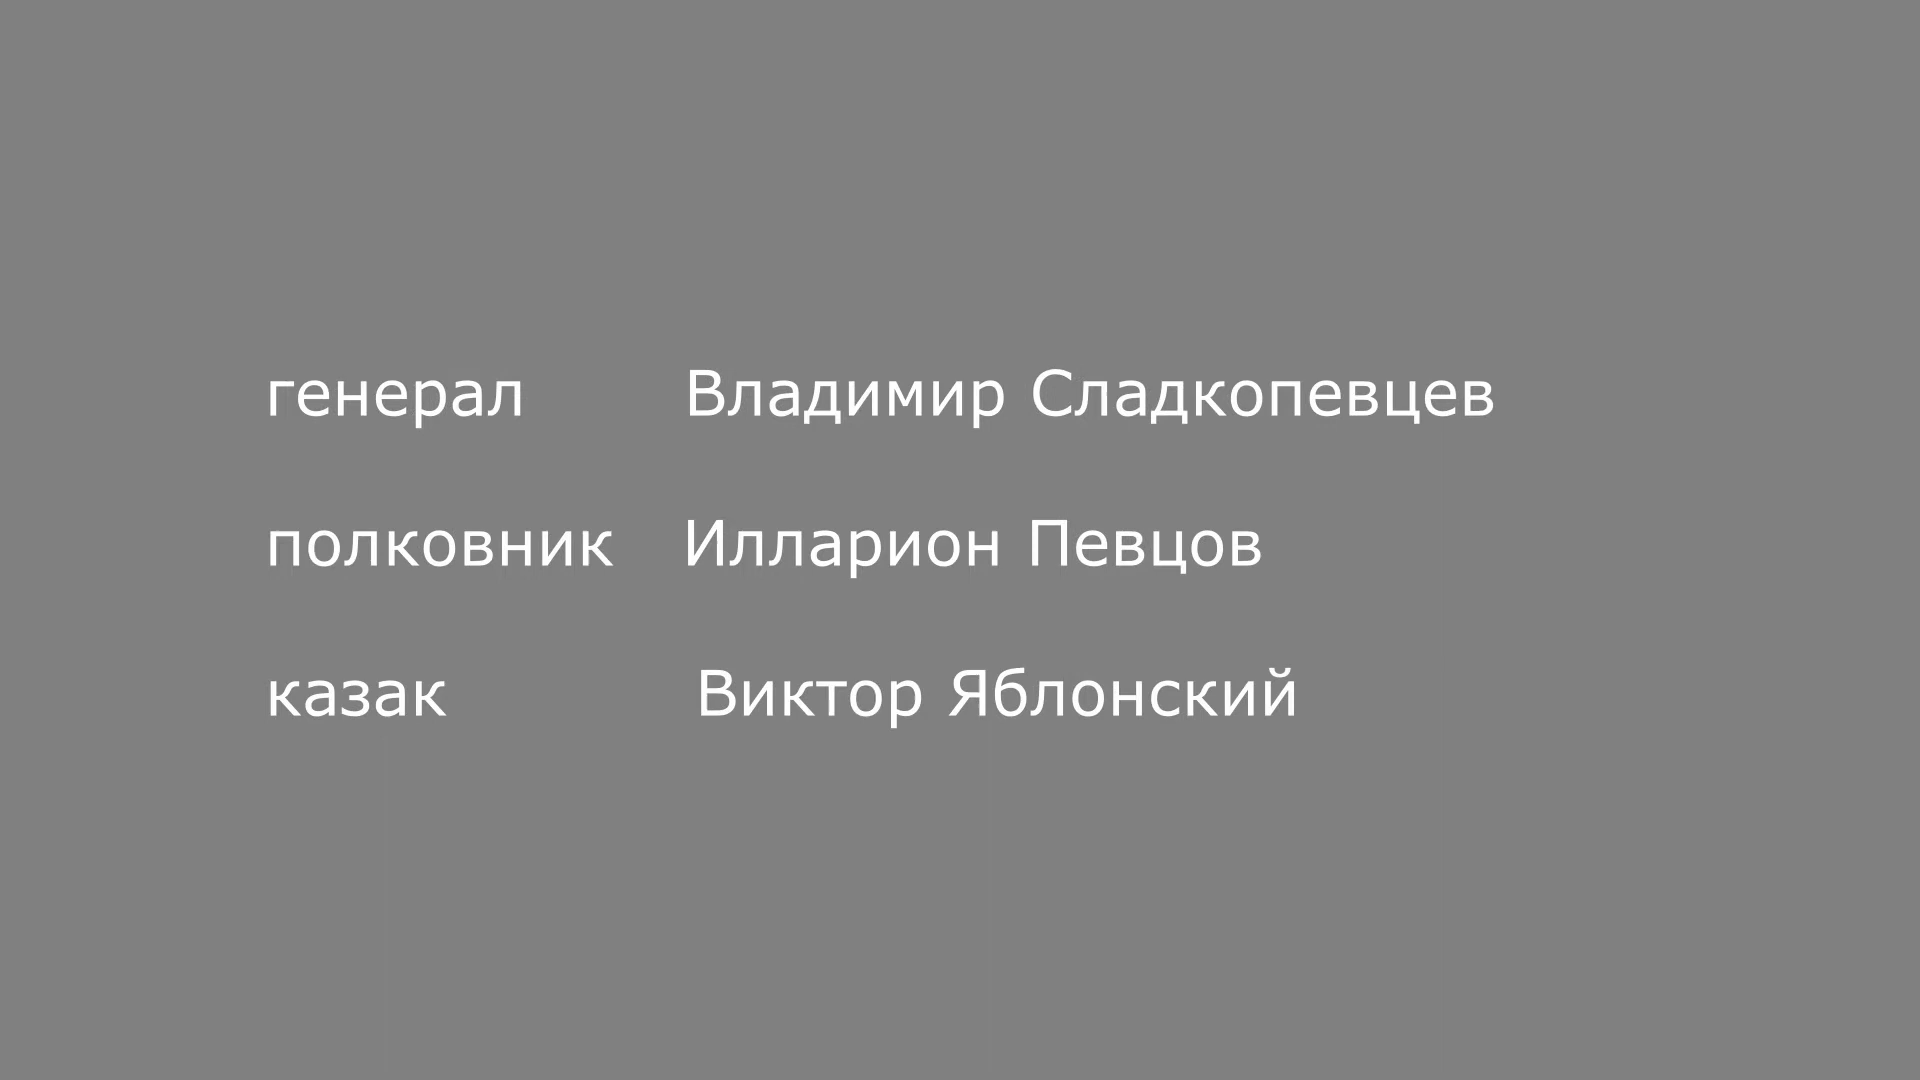 генерал Владимир Сладкопевцев
полковник Илларион Певцов
казак Виктор Яблонский